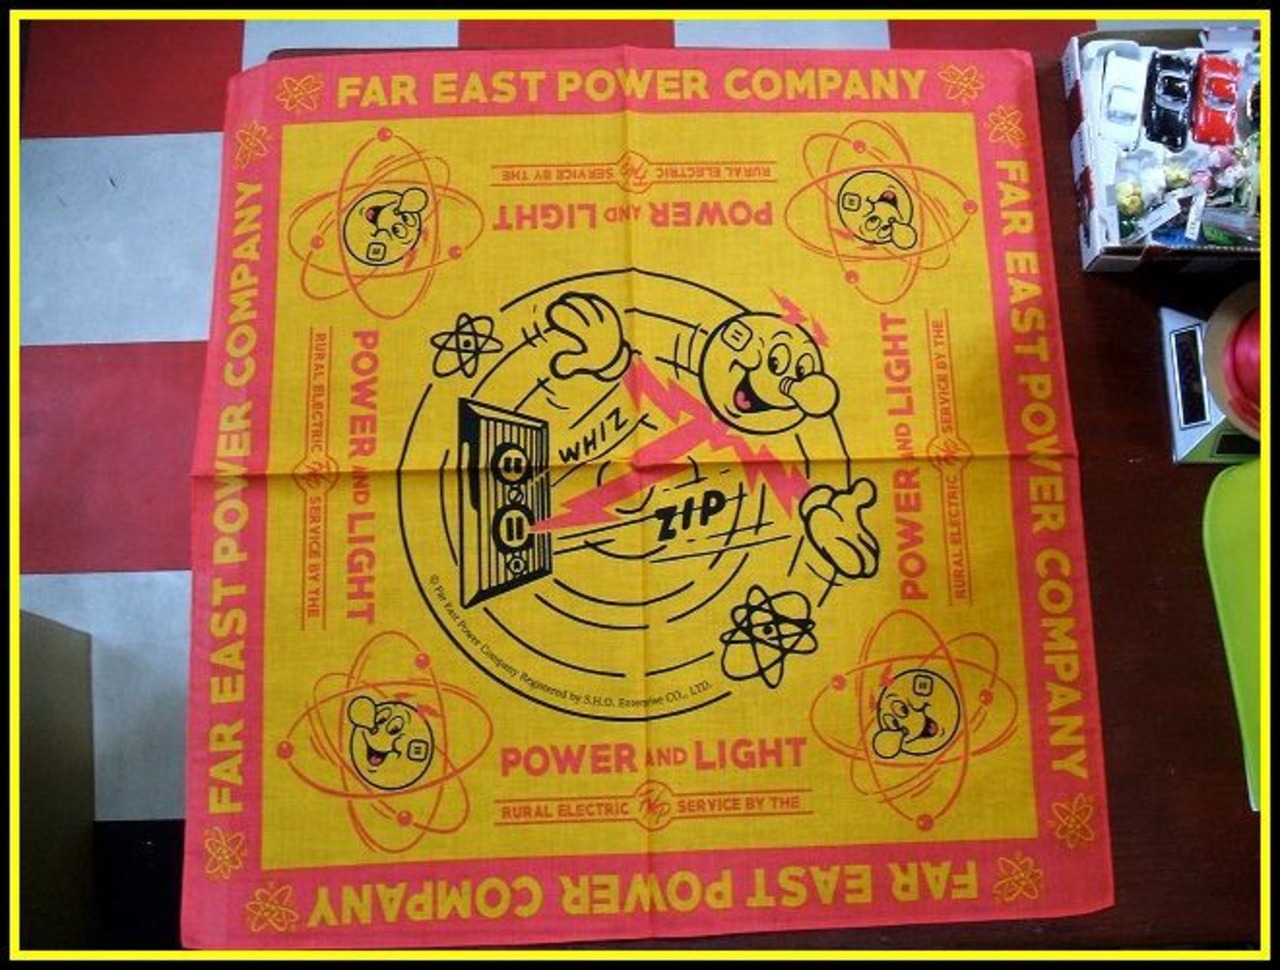 FAR EAST POWER COMPANY
RURAL ELECTRIC SERVICE BY THE
POWER AND LIGHT
FAR EAST POWER COMPANY
RURAL ELECTRIC SERVICE BY THE
POWER AND LIGHT
WHIZ
ZIP
POWER AND LIGHT
RURAL ELECTRIC SERVICE BY THE
FAR EAST POWER COMPANY
© Far East Power Company Registered by S.H.O. Enterprise CO., LTD.
POWER AND LIGHT
RURAL ELECTRIC SERVICE BY THE
FAR EAST POWER COMPANY